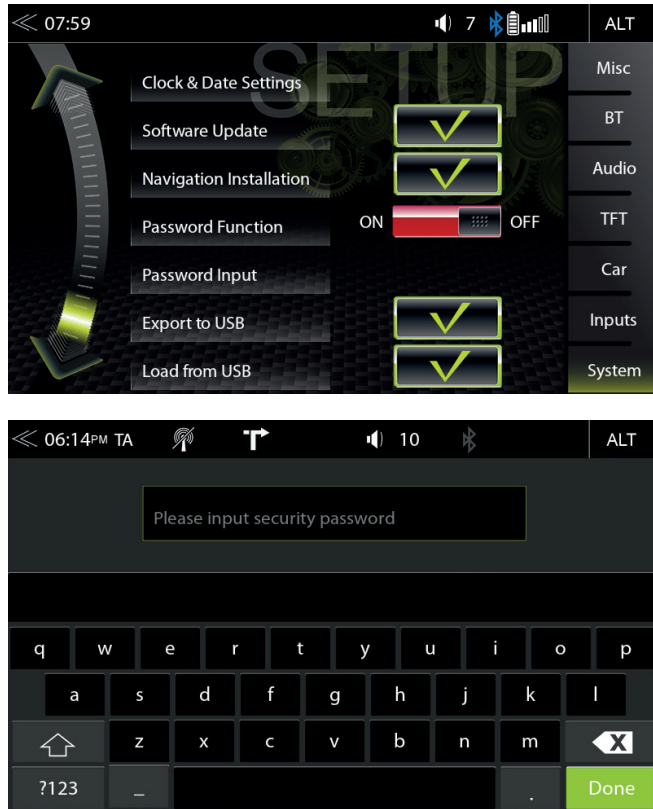 07:59 7 ALT
SETUP
Misc
Clock & Date Settings
BT
Software Update
Audio
Navigation Installation
TFT
Password Function ON OFF
Car
Password Input
Inputs
Export to USB
System
Load from USB
06:14PM TA 10 ALT
Please input security password
q w e r t y u i o p
a s d f g h j k l
z x c v b n m X
?123 _ . Done